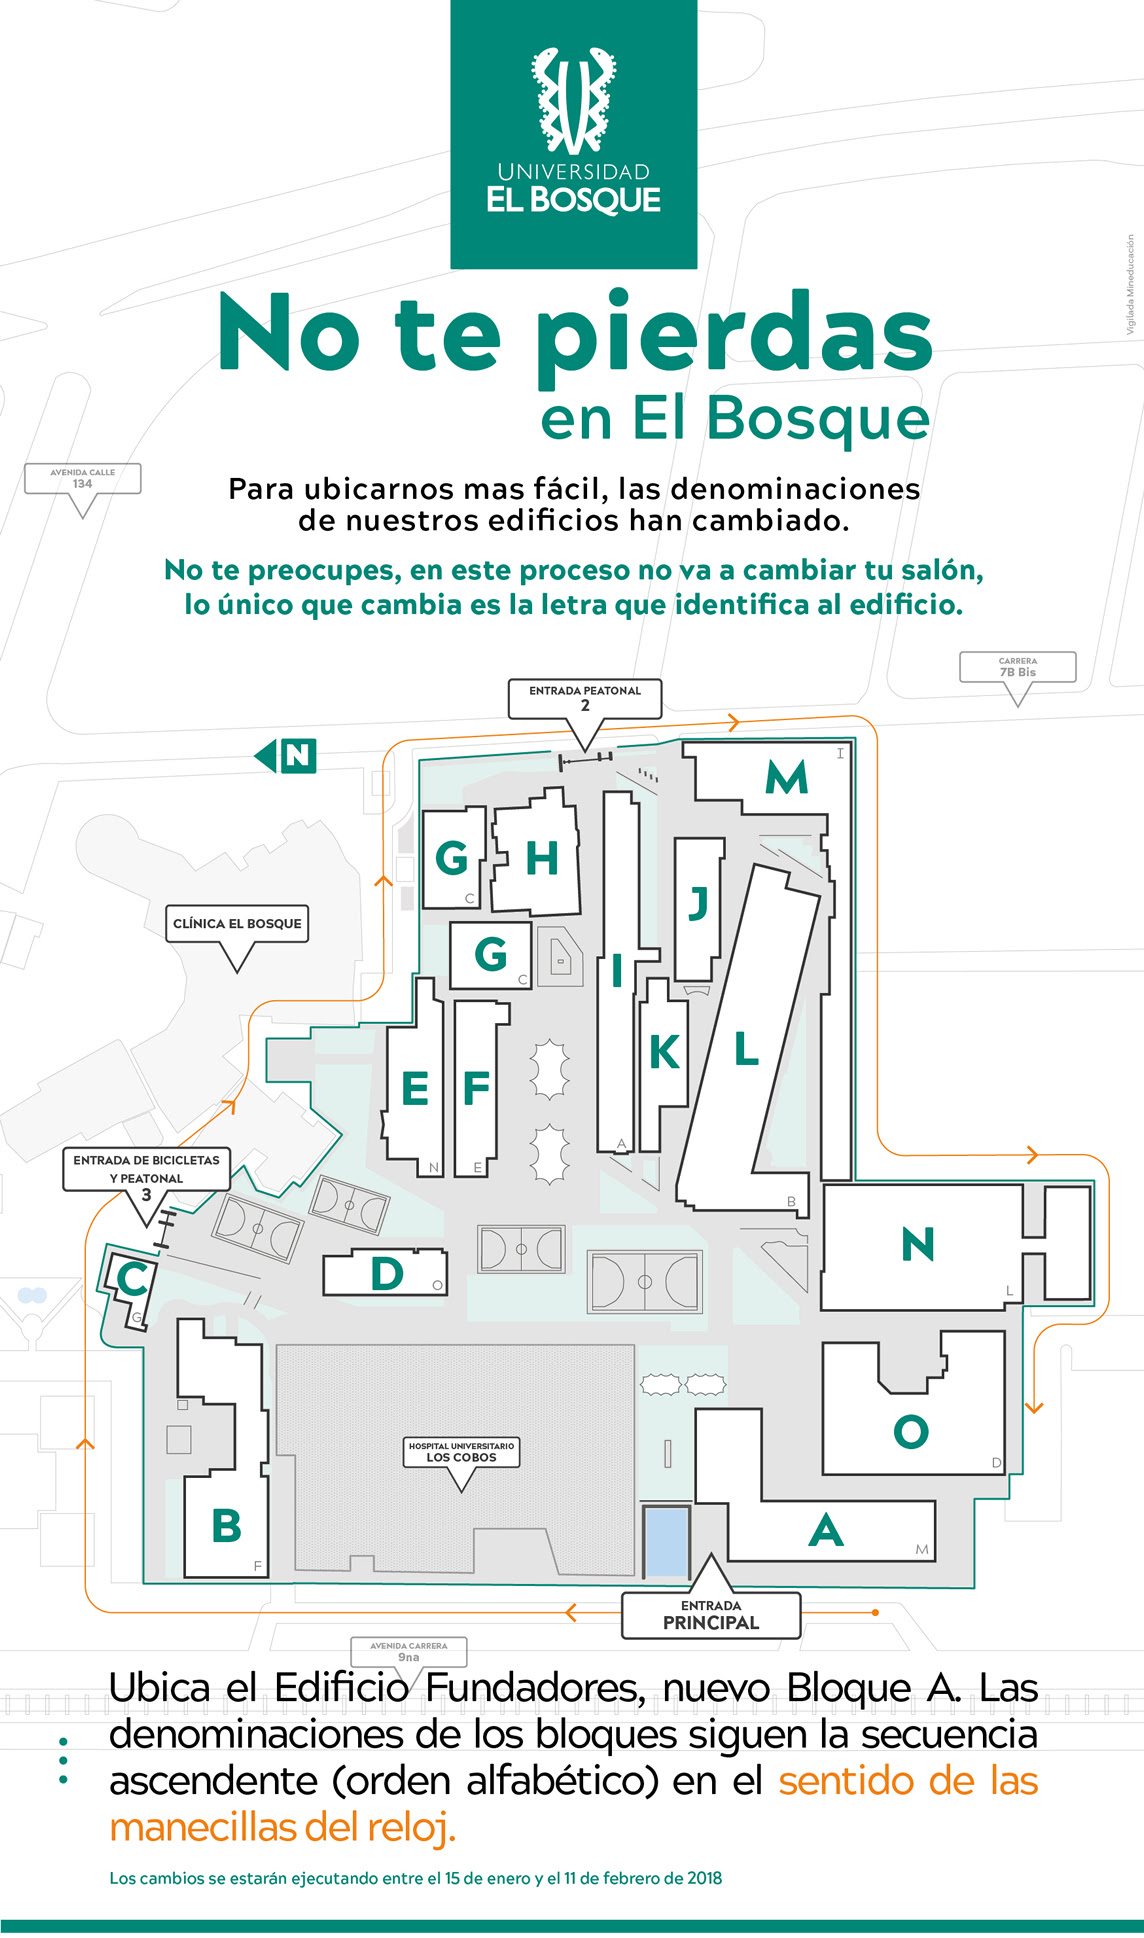 UNIVERSIDAD
EL BOSQUE
Vigilada Mineducación
No te pierdas
en El Bosque
Para ubicarnos mas fácil, las denominaciones
de nuestros edificios han cambiado.
No te preocupes, en este proceso no va a cambiar tu salón,
lo único que cambia es la letra que identifica al edificio.
AVENIDA CALLE
134
CARRERA
7B Bis
ENTRADA PEATONAL
2
N
M
I
G
C
H
J
CLÍNICA EL BOSQUE
G
C
I
A
K
L
B
E
N
F
E
ENTRADA DE BICICLETAS
Y PEATONAL
3
C
G
D
O
N
L
O
D
HOSPITAL UNIVERSITARIO
LOS COBOS
B
F
A
M
ENTRADA
PRINCIPAL
AVENIDA CARRERA
9na
Ubica el Edificio Fundadores, nuevo Bloque A. Las
denominaciones de los bloques siguen la secuencia
ascendente (orden alfabético) en el sentido de las
manecillas del reloj.
Los cambios se estarán ejecutando entre el 15 de enero y el 11 de febrero de 2018